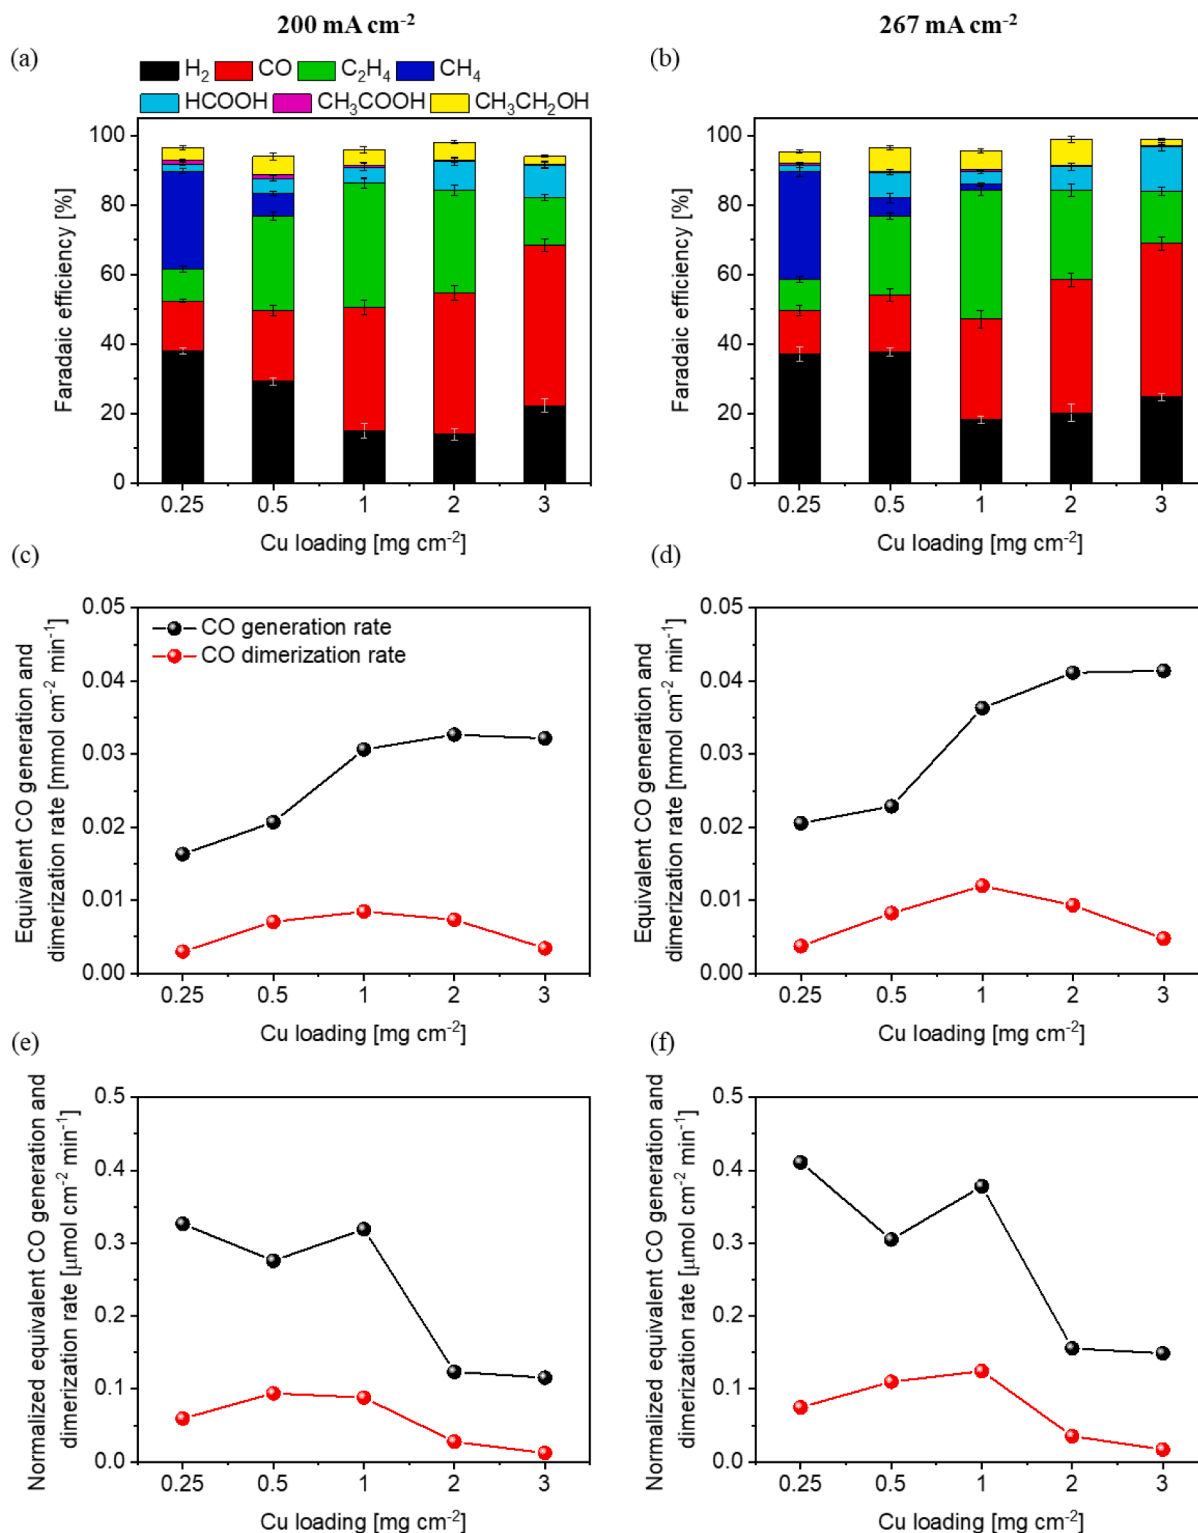 200 mA cm⁻²
267 mA cm⁻²
(a)
H₂ CO C₂H₄ CH₄
HCOOH CH₃COOH CH₃CH₂OH
Faradaic efficiency [%]
100
80
60
40
20
0
0.25 0.5 1 2 3
Cu loading [mg cm⁻²]
(b)
Faradaic efficiency [%]
100
80
60
40
20
0
0.25 0.5 1 2 3
Cu loading [mg cm⁻²]
(c)
Equivalent CO generation and
dimerization rate [mmol cm⁻² min⁻¹]
0.05
0.04
0.03
0.02
0.01
0.00
CO generation rate
CO dimerization rate
0.25 0.5 1 2 3
Cu loading [mg cm⁻²]
(d)
Equivalent CO generation and
dimerization rate [mmol cm⁻² min⁻¹]
0.05
0.04
0.03
0.02
0.01
0.00
0.25 0.5 1 2 3
Cu loading [mg cm⁻²]
(e)
Normalized equivalent CO generation and
dimerization rate [μmol cm⁻² min⁻¹]
0.5
0.4
0.3
0.2
0.1
0.0
0.25 0.5 1 2 3
Cu loading [mg cm⁻²]
(f)
Normalized equivalent CO generation and
dimerization rate [μmol cm⁻² min⁻¹]
0.5
0.4
0.3
0.2
0.1
0.0
0.25 0.5 1 2 3
Cu loading [mg cm⁻²]